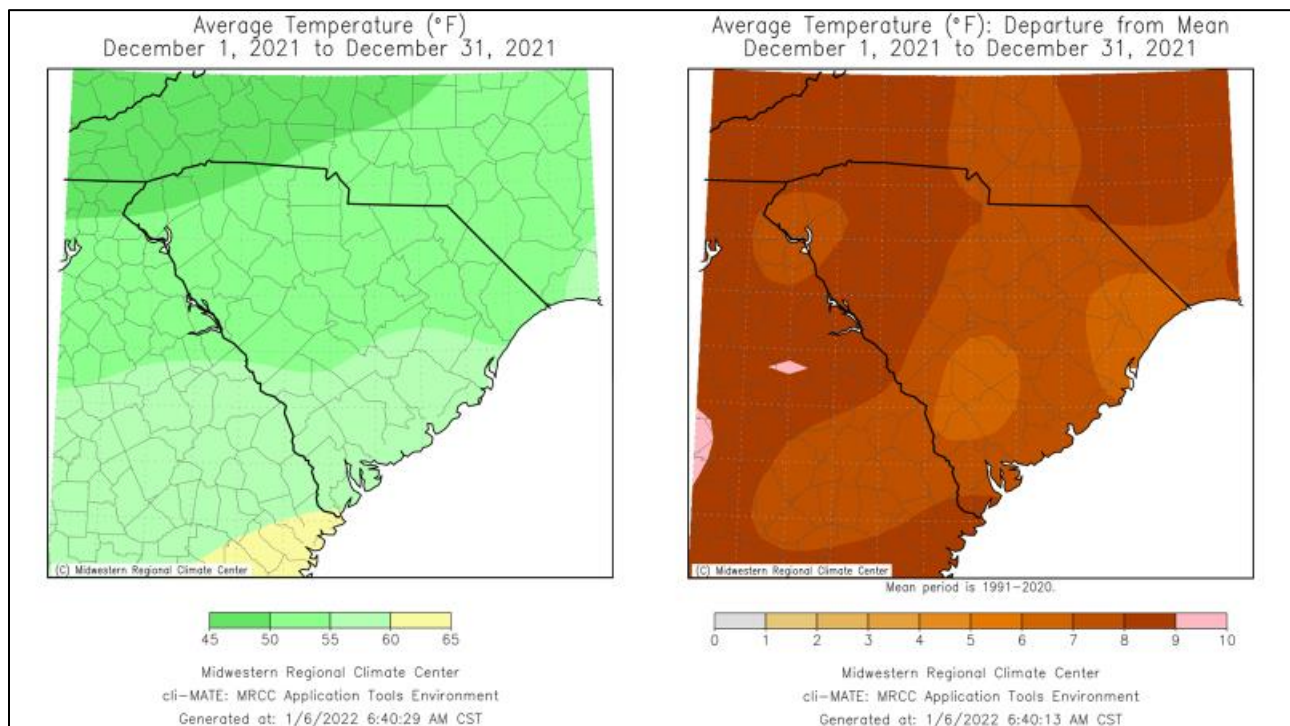 Average Temperature (°F)
December 1, 2021 to December 31, 2021
(C) Midwestern Regional Climate Center
45 50 55 60 65
Midwestern Regional Climate Center
cli-MATE: MRCC Application Tools Environment
Generated at: 1/6/2022 6:40:29 AM CST
Average Temperature (°F): Departure from Mean
December 1, 2021 to December 31, 2021
(C) Midwestern Regional Climate Center
Mean period is 1991-2020.
0 1 2 3 4 5 6 7 8 9 10
Midwestern Regional Climate Center
cli-MATE: MRCC Application Tools Environment
Generated at: 1/6/2022 6:40:13 AM CST